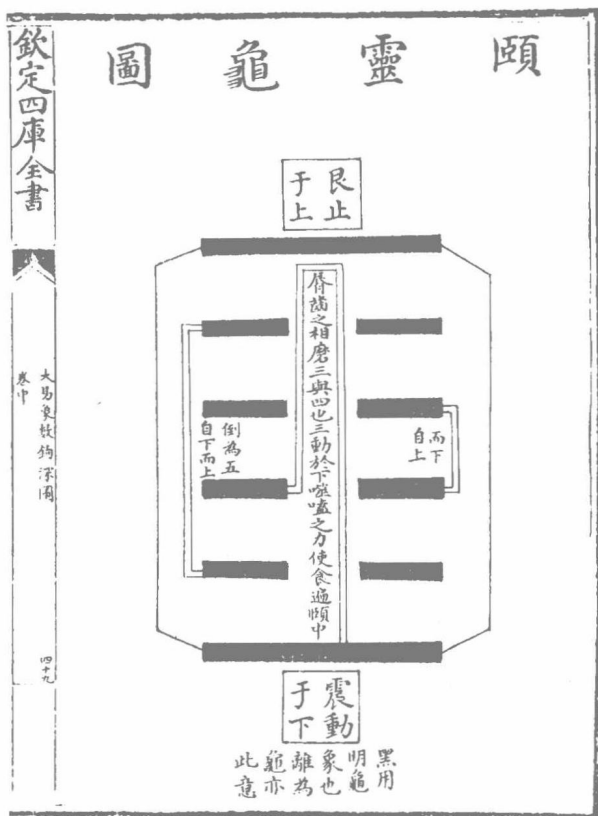 頤靈龜圖
艮止
于上
脣齒之相磨三與四也三動於下噬嗑之力使食遍頤中
自上
而下
自下而上
倒為五
震動
于下
黑用
明龜
象也
離為
龜亦
此意
欽定四庫全書
大易象數鈎深圖
卷中
四十九